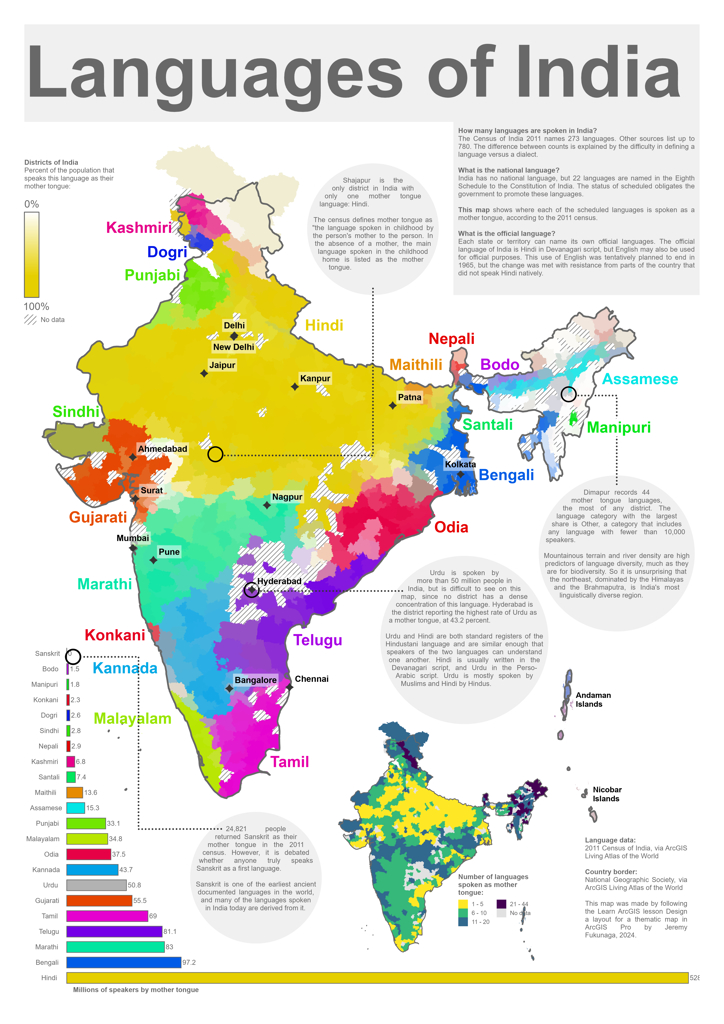 Languages of India
How many languages are spoken in India?
The Census of India 2011 names 273 languages. Other sources list up to
780. The difference between counts is explained by the difficulty in defining a
language versus a dialect.
What is the national language?
India has no national language, but 22 languages are named in the Eighth
Schedule to the Constitution of India. The status of scheduled obligates the
government to promote these languages.
This map shows where each of the scheduled languages is spoken as a
mother tongue, according to the 2011 census.
What is the official language?
Each state or territory can name its own official languages. The official
language of India is Hindi in Devanagari script, but English may also be used
for official purposes. This use of English was tentatively planned to end in
1965, but the change was met with resistance from parts of the country that
did not speak Hindi natively.
Districts of India
Percent of the population that
speaks this language as their
mother tongue:
0%
100%
No data
Shajapur is the
only district in India with
only one mother tongue
language: Hindi.
The census defines mother tongue as
"the language spoken in childhood by
the person's mother to the person. In
the absence of a mother, the main
language spoken in the childhood
home is listed as the mother
tongue.
Kashmiri
Dogri
Punjabi
Hindi
Delhi
New Delhi
Jaipur
Kanpur
Nepali
Maithili
Bodo
Assamese
Patna
Sindhi
Santali
Manipuri
Ahmedabad
Kolkata
Bengali
Surat
Nagpur
Gujarati
Odia
Mumbai
Pune
Hyderabad
Marathi
Dimapur records 44
mother tongue languages,
the most of any district. The
language category with the largest
share is Other, a category that includes
any language with fewer than 10,000
speakers.
Mountainous terrain and river density are high
predictors of language diversity, much as they
are for biodiversity. So it is unsurprising that
the northeast, dominated by the Himalayas
and the Brahmaputra, is India's most
linguistically diverse region.
Urdu is spoken by
more than 50 million people in
India, but is difficult to see on this
map, since no district has a dense
concentration of this language. Hyderabad is
the district reporting the highest rate of Urdu as
a mother tongue, at 43.2 percent.
Urdu and Hindi are both standard registers of the
Hindustani language and are similar enough that
speakers of the two languages can understand
one another. Hindi is usually written in the
Devanagari script, and Urdu in the Perso-
Arabic script. Urdu is mostly spoken by
Muslims and Hindi by Hindus.
Konkani
Telugu
Kannada
Bangalore
Chennai
Malayalam
Tamil
Andaman
Islands
Nicobar
Islands
Sanskrit
Bodo 1.5
Manipuri 1.8
Konkani 2.3
Dogri 2.6
Sindhi 2.8
Nepali 2.9
Kashmiri 6.8
Santali 7.4
Maithili 13.6
Assamese 15.3
Punjabi 33.1
Malayalam 34.8
Odia 37.5
Kannada 43.7
Urdu 50.8
Gujarati 55.5
Tamil 69
Telugu 81.1
Marathi 83
Bengali 97.2
Hindi 528
Millions of speakers by mother tongue
24,821 people
returned Sanskrit as their
mother tongue in the 2011
census. However, it is debated
whether anyone truly speaks
Sanskrit as a first language.
Sanskrit is one of the earliest ancient
documented languages in the world,
and many of the languages spoken
in India today are derived from it.
Number of languages
spoken as mother
tongue:
1 - 5
6 - 10
11 - 20
21 - 44
No data
Language data:
2011 Census of India, via ArcGIS
Living Atlas of the World
Country border:
National Geographic Society, via
ArcGIS Living Atlas of the World
This map was made by following
the Learn ArcGIS lesson Design
a layout for a thematic map in
ArcGIS Pro by Jeremy
Fukunaga, 2024.